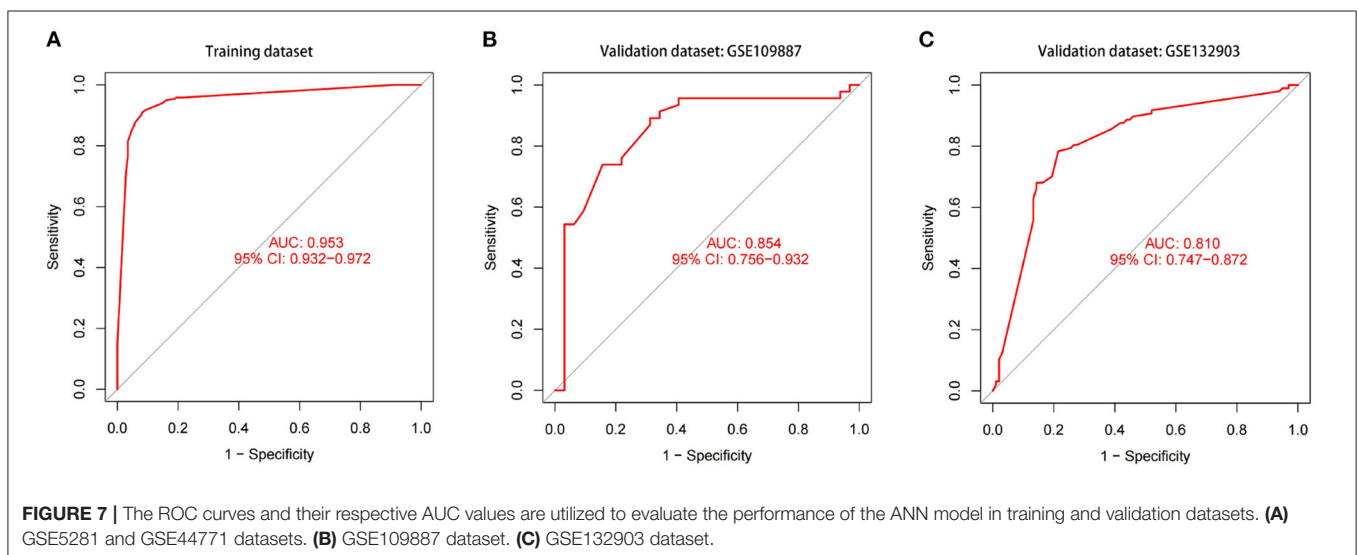 A
Training dataset
1.0
0.8
0.6
0.4
0.2
0.0
Sensitivity
AUC: 0.953
95% CI: 0.932−0.972
0.0 0.2 0.4 0.6 0.8 1.0
1 − Specificity
B
Validation dataset: GSE109887
1.0
0.8
0.6
0.4
0.2
0.0
Sensitivity
AUC: 0.854
95% CI: 0.756−0.932
0.0 0.2 0.4 0.6 0.8 1.0
1 − Specificity
C
Validation dataset: GSE132903
1.0
0.8
0.6
0.4
0.2
0.0
Sensitivity
AUC: 0.810
95% CI: 0.747−0.872
0.0 0.2 0.4 0.6 0.8 1.0
1 − Specificity
FIGURE 7 | The ROC curves and their respective AUC values are utilized to evaluate the performance of the ANN model in training and validation datasets. (A)
GSE5281 and GSE44771 datasets. (B) GSE109887 dataset. (C) GSE132903 dataset.